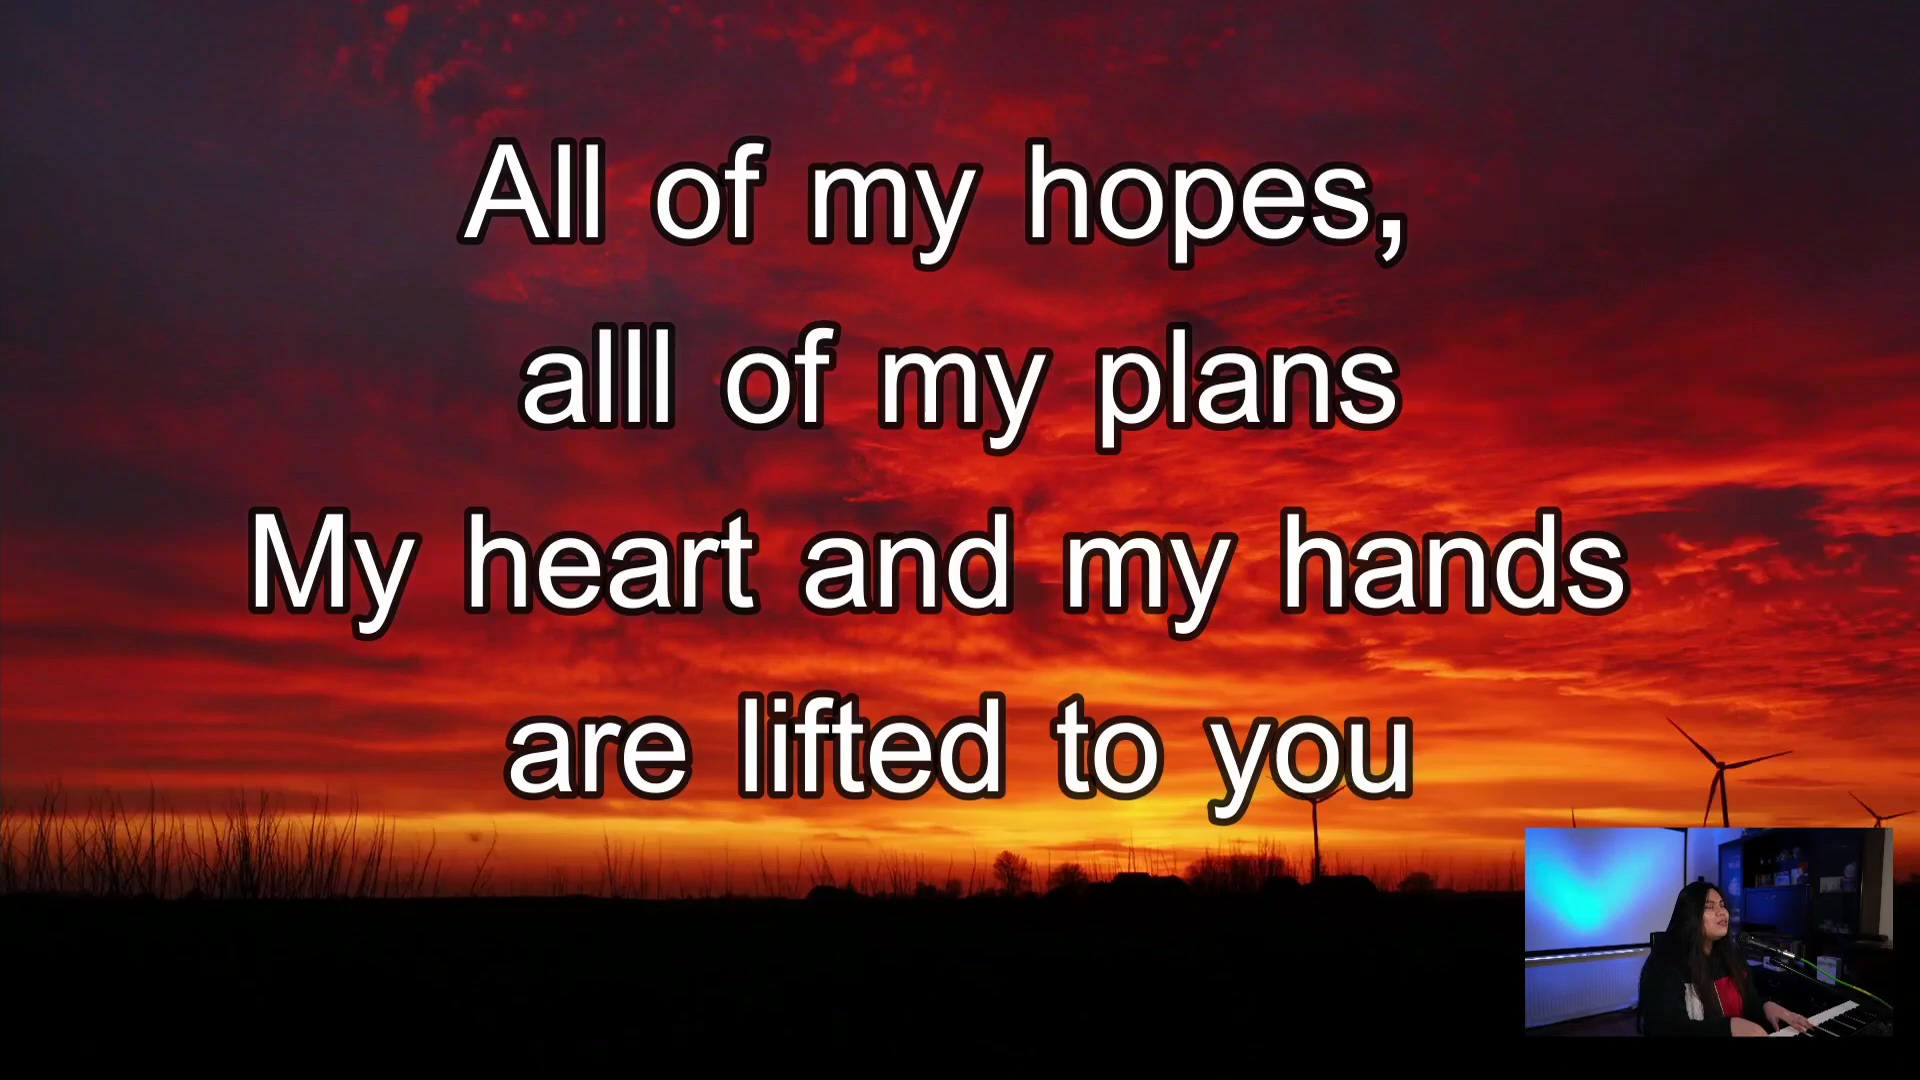 All of my hopes,
alll of my plans
My heart and my hands
are lifted to you